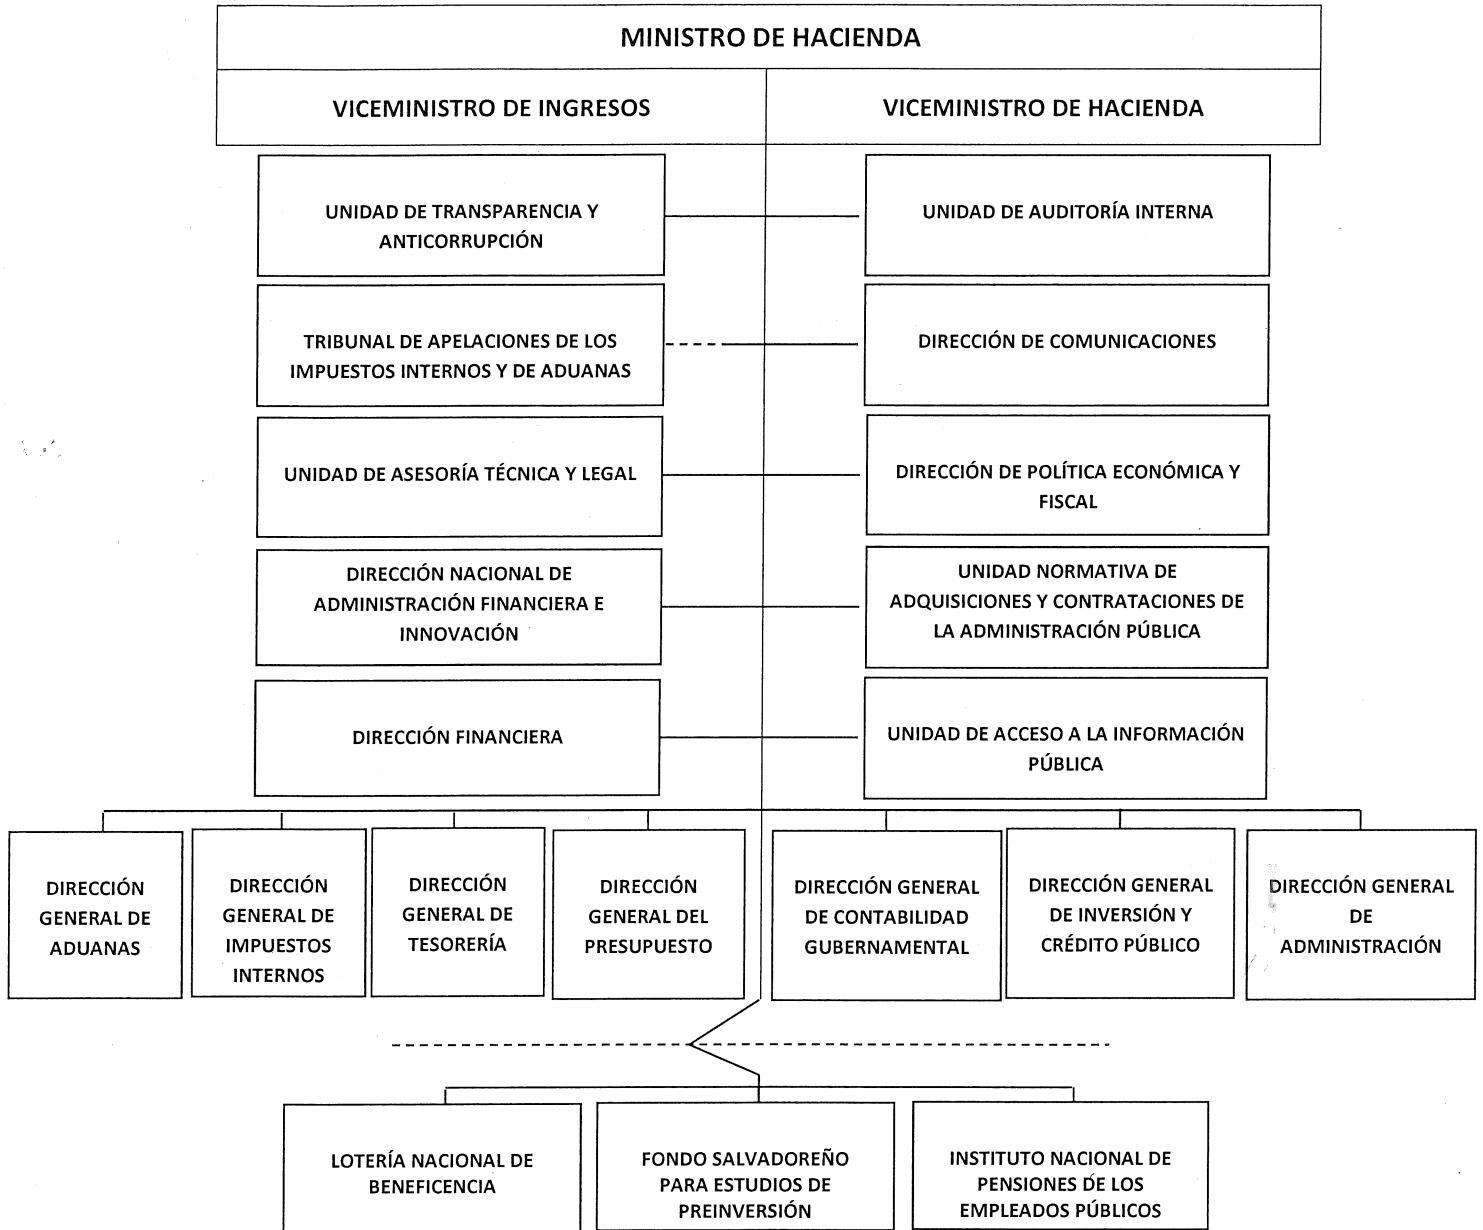 MINISTRO DE HACIENDA
VICEMINISTRO DE INGRESOS
VICEMINISTRO DE HACIENDA
UNIDAD DE TRANSPARENCIA Y
ANTICORRUPCIÓN
UNIDAD DE AUDITORÍA INTERNA
TRIBUNAL DE APELACIONES DE LOS
IMPUESTOS INTERNOS Y DE ADUANAS
DIRECCIÓN DE COMUNICACIONES
UNIDAD DE ASESORÍA TÉCNICA Y LEGAL
DIRECCIÓN DE POLÍTICA ECONÓMICA Y
FISCAL
DIRECCIÓN NACIONAL DE
ADMINISTRACIÓN FINANCIERA E
INNOVACIÓN
UNIDAD NORMATIVA DE
ADQUISICIONES Y CONTRATACIONES DE
LA ADMINISTRACIÓN PÚBLICA
DIRECCIÓN FINANCIERA
UNIDAD DE ACCESO A LA INFORMACIÓN
PÚBLICA
DIRECCIÓN
GENERAL DE
ADUANAS
DIRECCIÓN
GENERAL DE
IMPUESTOS
INTERNOS
DIRECCIÓN
GENERAL DE
TESORERÍA
DIRECCIÓN
GENERAL DEL
PRESUPUESTO
DIRECCIÓN GENERAL
DE CONTABILIDAD
GUBERNAMENTAL
DIRECCIÓN GENERAL
DE INVERSIÓN Y
CRÉDITO PÚBLICO
DIRECCIÓN GENERAL
DE
ADMINISTRACIÓN
LOTERÍA NACIONAL DE
BENEFICENCIA
FONDO SALVADOREÑO
PARA ESTUDIOS DE
PREINVERSIÓN
INSTITUTO NACIONAL DE
PENSIONES DE LOS
EMPLEADOS PÚBLICOS